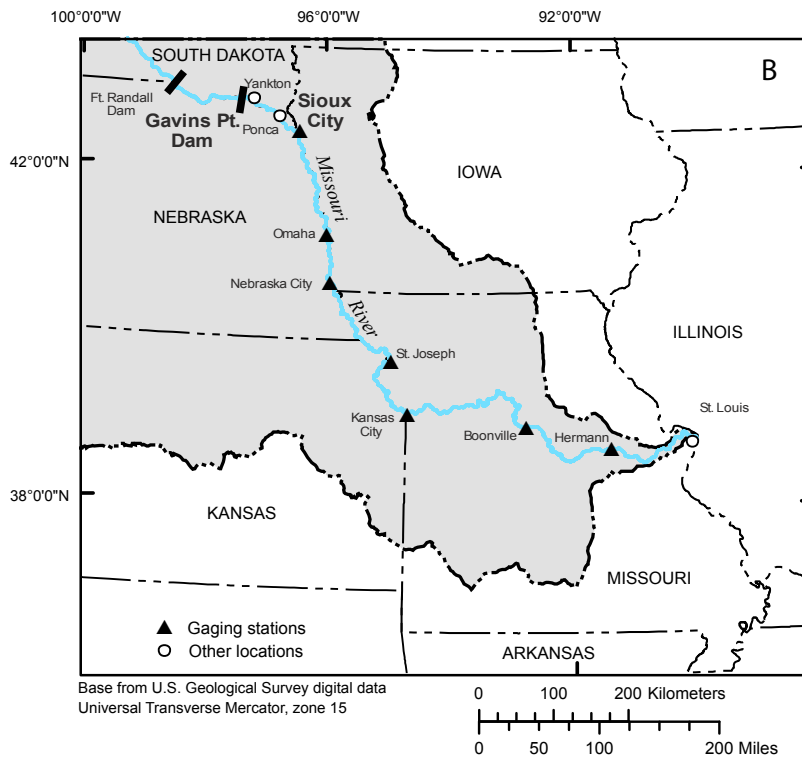 100°0'0"W
96°0'0"W
92°0'0"W
B
SOUTH DAKOTA
Ft. Randall
Dam
Yankton
Gavins Pt.
Dam
Sioux
City
Ponca
42°0'0"N
Missouri
IOWA
NEBRASKA
Omaha
Nebraska City
River
ILLINOIS
St. Joseph
St. Louis
Kansas
City
Boonville
Hermann
38°0'0"N
KANSAS
MISSOURI
Gaging stations
Other locations
ARKANSAS
Base from U.S. Geological Survey digital data
Universal Transverse Mercator, zone 15
0 100 200 Kilometers
0 50 100 200 Miles